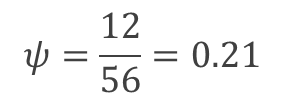 ψ = 12/56 = 0.21